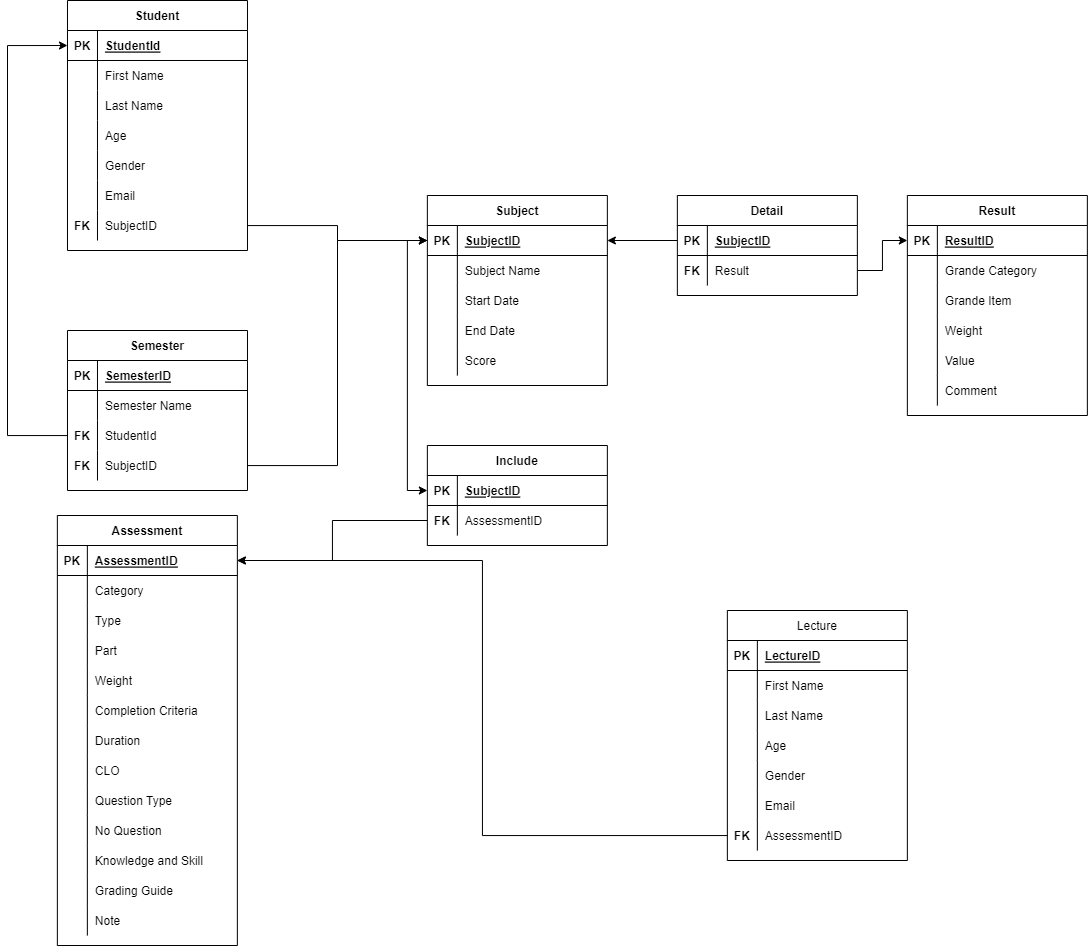 Student
PK StudentId
First Name
Last Name
Age
Gender
Email
FK SubjectID
Semester
PK SemesterID
Semester Name
FK StudentId
FK SubjectID
Subject
PK SubjectID
Subject Name
Start Date
End Date
Score
Detail
PK SubjectID
FK Result
Result
PK ResultID
Grande Category
Grande Item
Weight
Value
Comment
Include
PK SubjectID
FK AssessmentID
Assessment
PK AssessmentID
Category
Type
Part
Weight
Completion Criteria
Duration
CLO
Question Type
No Question
Knowledge and Skill
Grading Guide
Note
Lecture
PK LectureID
First Name
Last Name
Age
Gender
Email
FK AssessmentID